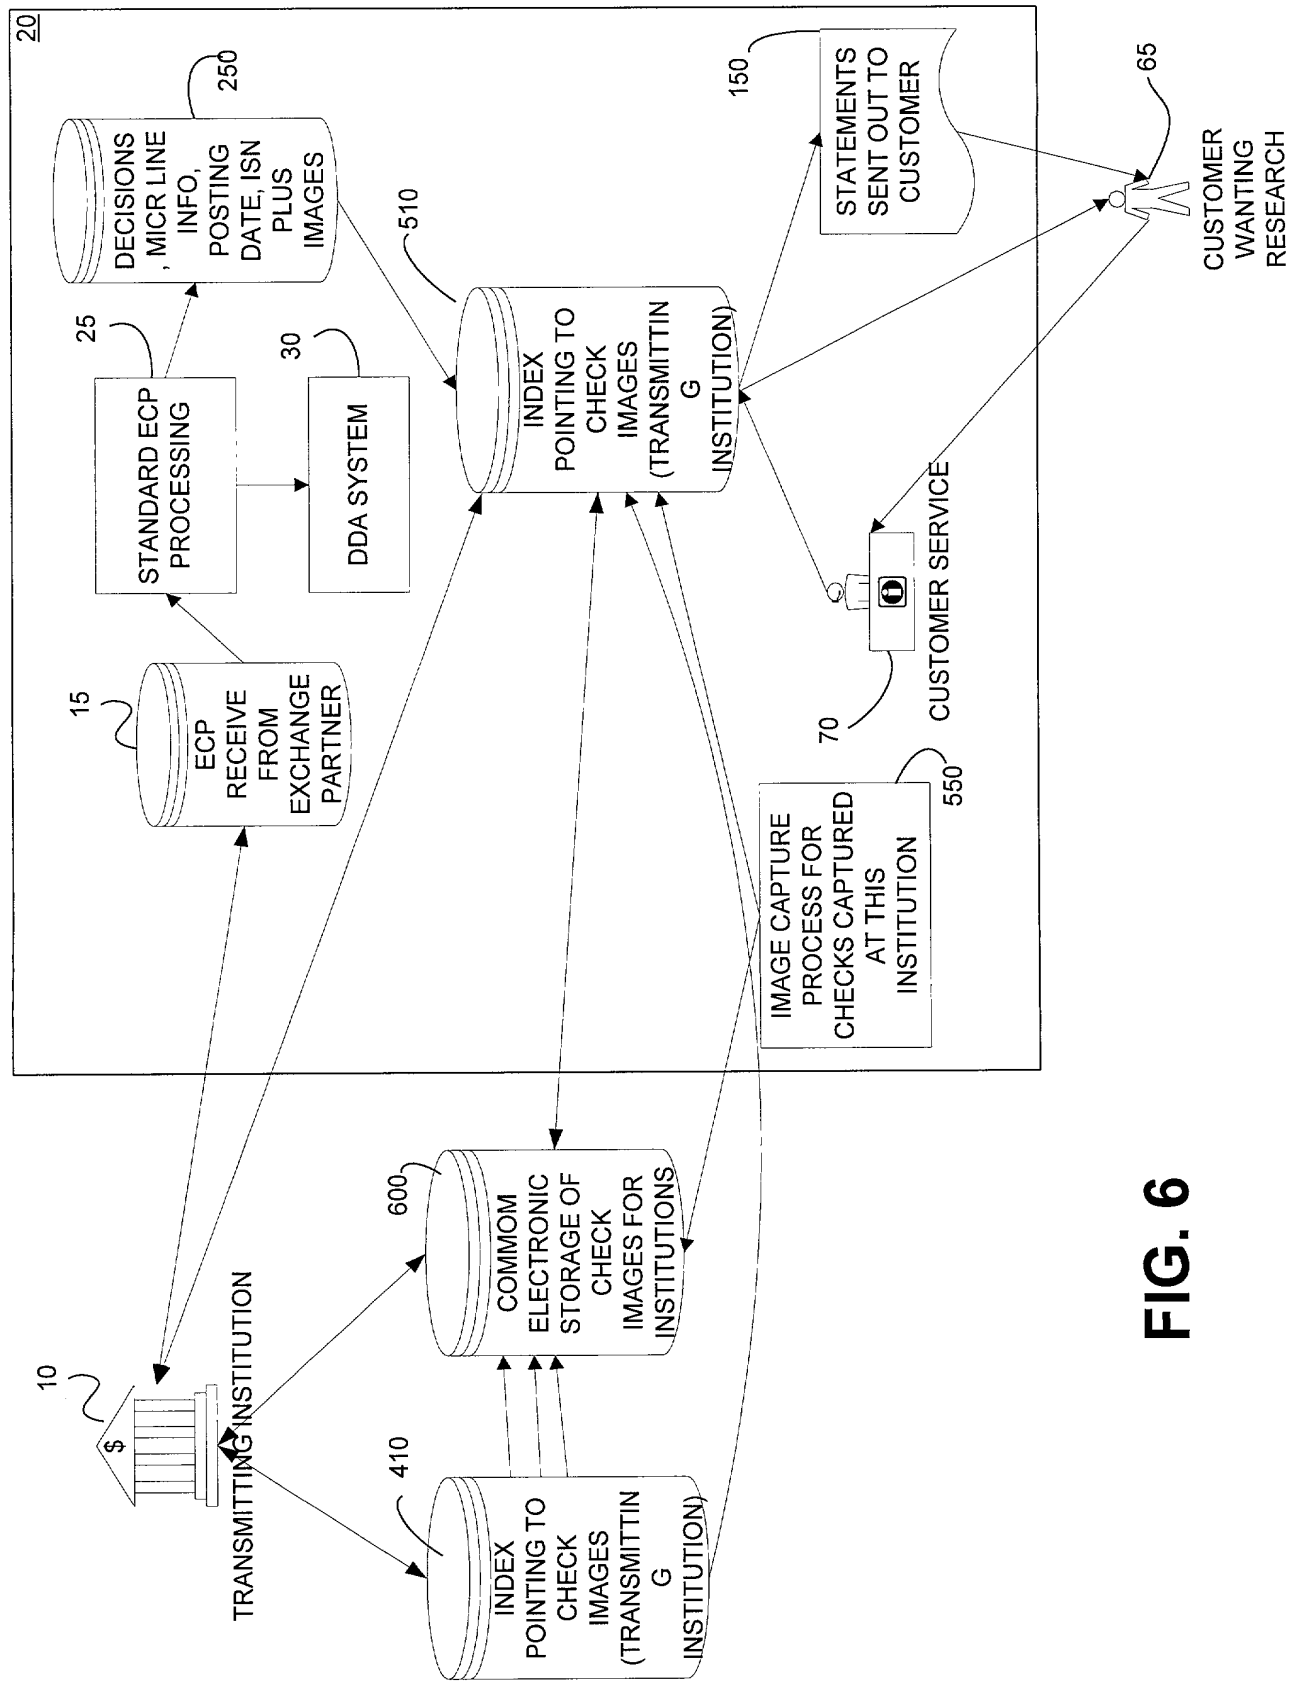 20
10
$
TRANSMITTING INSTITUTION
15
ECP
RECEIVE
FROM
EXCHANGE
PARTNER
25
STANDARD ECP
PROCESSING
250
DECISIONS
, MICR LINE
INFO,
POSTING
DATE, ISN
PLUS
IMAGES
30
DDA SYSTEM
410
INDEX
POINTING TO
CHECK
IMAGES
(TRANSMITTIN
G
INSTITUTION)
600
COMMOM
ELECTRONIC
STORAGE OF
CHECK
IMAGES FOR
INSTITUTIONS
510
INDEX
POINTING TO
CHECK
IMAGES
(TRANSMITTIN
G
INSTITUTION)
550
IMAGE CAPTURE
PROCESS FOR
CHECKS CAPTURED
AT THIS
INSTITUTION
70
i
CUSTOMER SERVICE
150
STATEMENTS
SENT OUT TO
CUSTOMER
65
CUSTOMER
WANTING
RESEARCH
FIG. 6